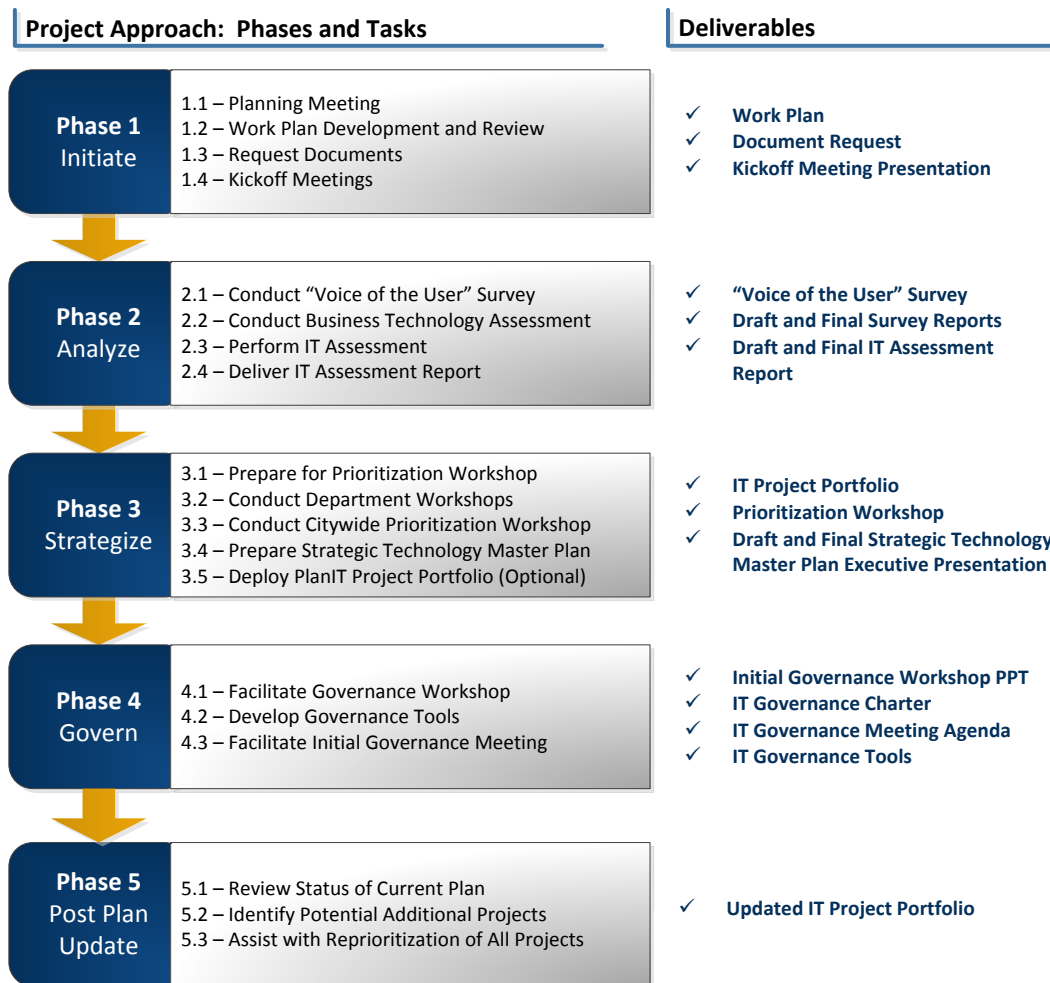 Project Approach: Phases and Tasks
Deliverables
Phase 1
Initiate
1.1 – Planning Meeting
1.2 – Work Plan Development and Review
1.3 – Request Documents
1.4 – Kickoff Meetings
✓ Work Plan
✓ Document Request
✓ Kickoff Meeting Presentation
Phase 2
Analyze
2.1 – Conduct “Voice of the User” Survey
2.2 – Conduct Business Technology Assessment
2.3 – Perform IT Assessment
2.4 – Deliver IT Assessment Report
✓ “Voice of the User” Survey
✓ Draft and Final Survey Reports
✓ Draft and Final IT Assessment
Report
Phase 3
Strategize
3.1 – Prepare for Prioritization Workshop
3.2 – Conduct Department Workshops
3.3 – Conduct Citywide Prioritization Workshop
3.4 – Prepare Strategic Technology Master Plan
3.5 – Deploy PlanIT Project Portfolio (Optional)
✓ IT Project Portfolio
✓ Prioritization Workshop
✓ Draft and Final Strategic Technology
Master Plan Executive Presentation
Phase 4
Govern
4.1 – Facilitate Governance Workshop
4.2 – Develop Governance Tools
4.3 – Facilitate Initial Governance Meeting
✓ Initial Governance Workshop PPT
✓ IT Governance Charter
✓ IT Governance Meeting Agenda
✓ IT Governance Tools
Phase 5
Post Plan
Update
5.1 – Review Status of Current Plan
5.2 – Identify Potential Additional Projects
5.3 – Assist with Reprioritization of All Projects
✓ Updated IT Project Portfolio